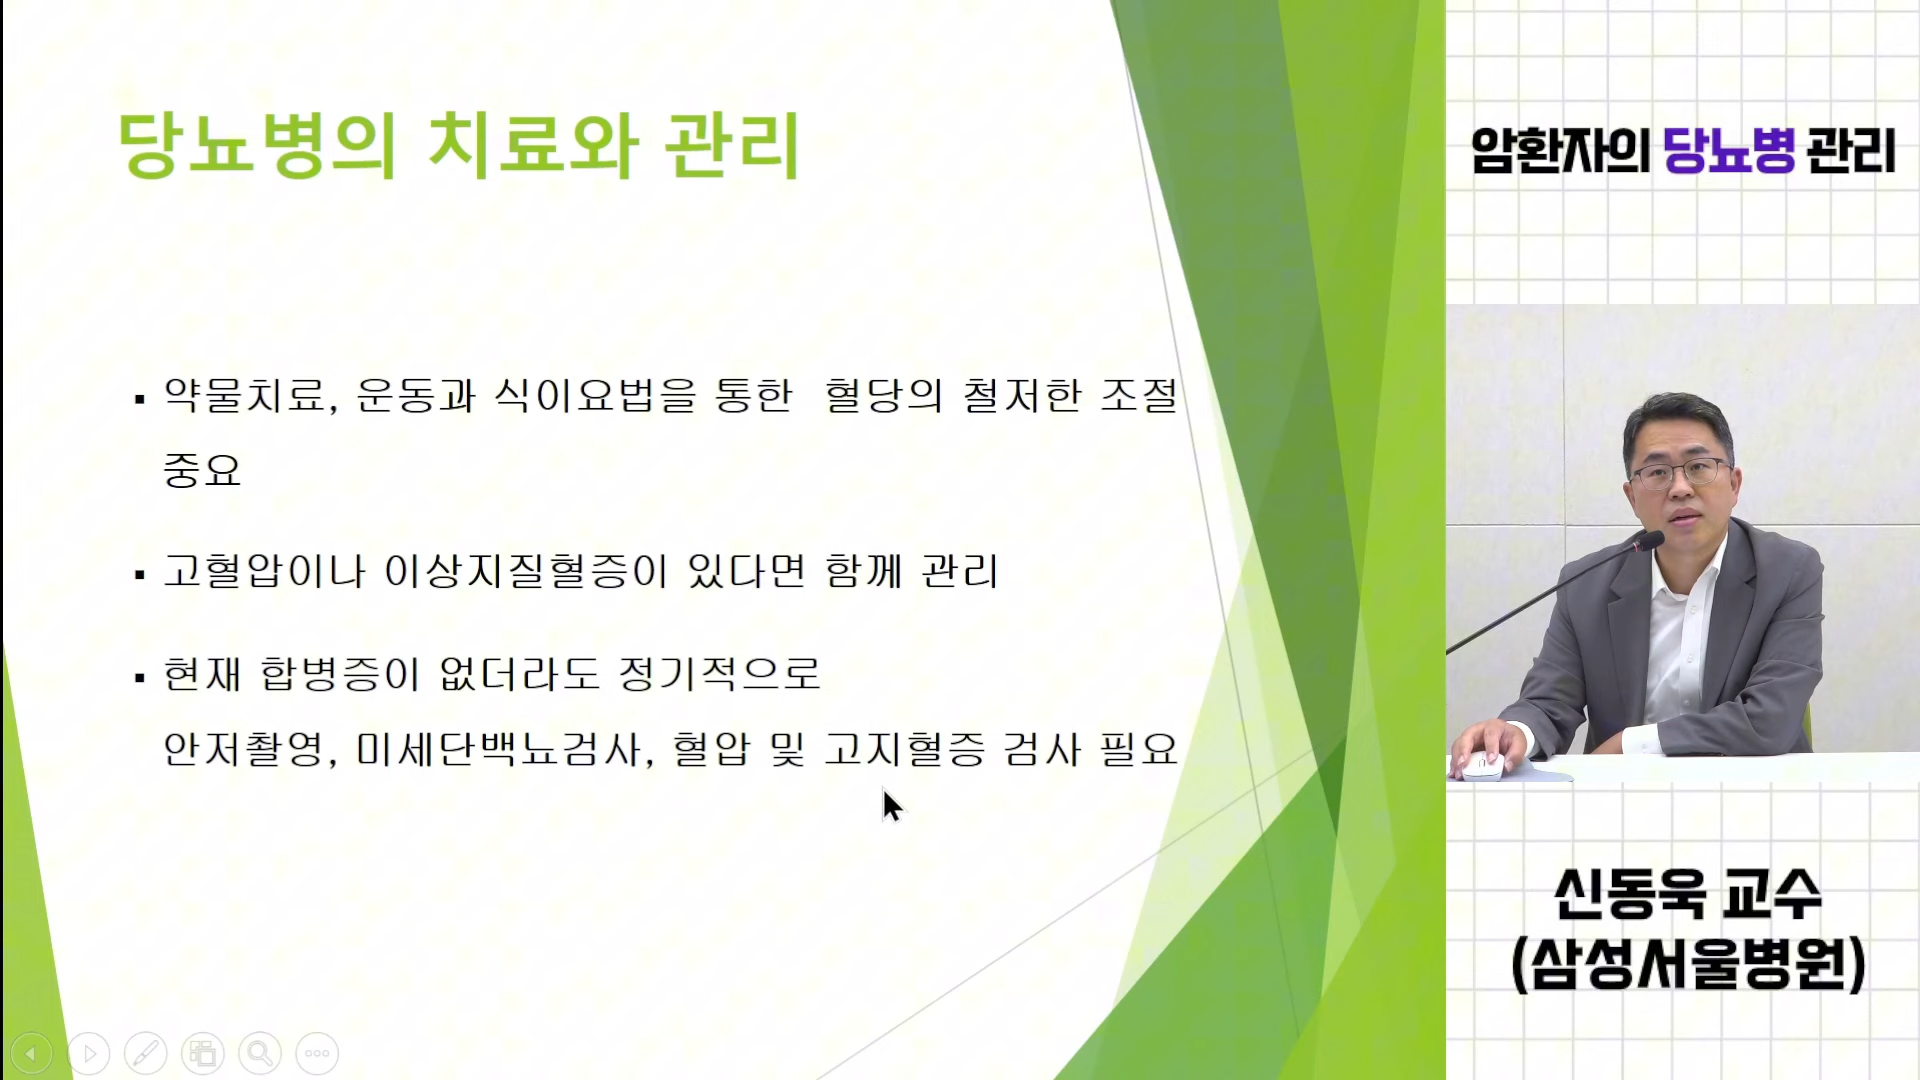 당뇨병의 치료와 관리
▪ 약물치료, 운동과 식이요법을 통한 혈당의 철저한 조절
중요
▪ 고혈압이나 이상지질혈증이 있다면 함께 관리
▪ 현재 합병증이 없더라도 정기적으로
안저촬영, 미세단백뇨검사, 혈압 및 고지혈증 검사 필요
암환자의 당뇨병 관리
신동욱 교수
(삼성서울병원)